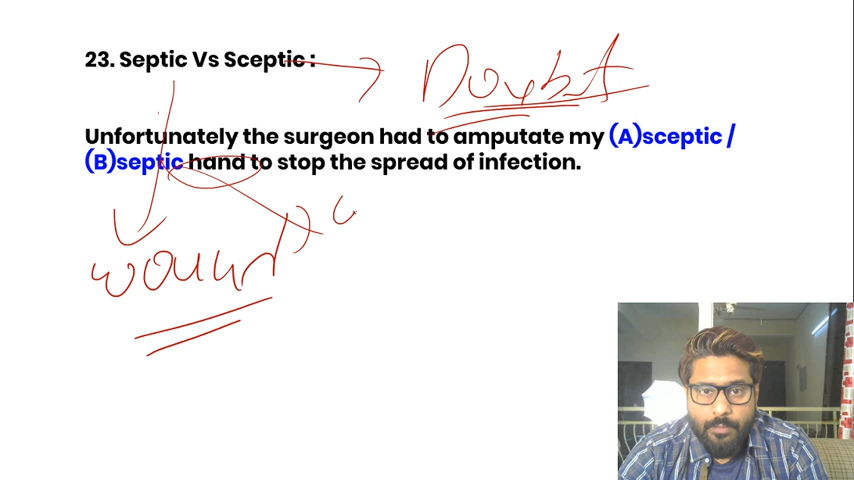 23. Septic Vs Sceptic :
Doubt
Unfortunately the surgeon had to amputate my (A)sceptic /
(B)septic hand to stop the spread of infection.
wound